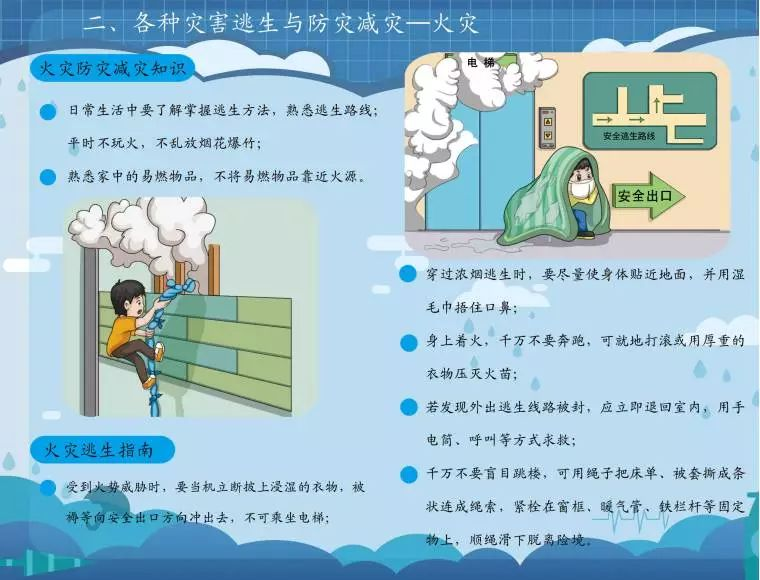 二、各种灾害逃生与防灾减灾—火灾
火灾防灾减灾知识
日常生活中要了解掌握逃生方法，熟悉逃生路线；
平时不玩火，不乱放烟花爆竹；
熟悉家中的易燃物品，不将易燃物品靠近火源。
火灾逃生指南
受到火势威胁时，要当机立断披上浸湿的衣物，被
褥等向安全出口方向冲出去，不可乘坐电梯；
电 梯
安全逃生路线
安全出口
穿过浓烟逃生时，要尽量使身体贴近地面，并用湿
毛巾捂住口鼻；
身上着火，千万不要奔跑，可就地打滚或用厚重的
衣物压灭火苗；
若发现外出逃生线路被封，应立即退回室内，用手
电筒、呼叫等方式求救；
千万不要盲目跳楼，可用绳子把床单、被套撕成条
状连成绳索，紧栓在窗框、暖气管、铁栏杆等固定
物上，顺绳滑下脱离险境。